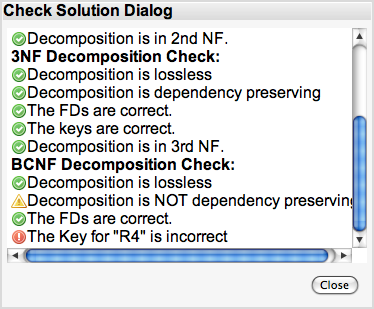 Check Solution Dialog
Decomposition is in 2nd NF.
3NF Decomposition Check:
Decomposition is lossless
Decomposition is dependency preserving
The FDs are correct.
The keys are correct.
Decomposition is in 3rd NF.
BCNF Decomposition Check:
Decomposition is lossless
Decomposition is NOT dependency preserving
The FDs are correct.
The Key for "R4" is incorrect
Close